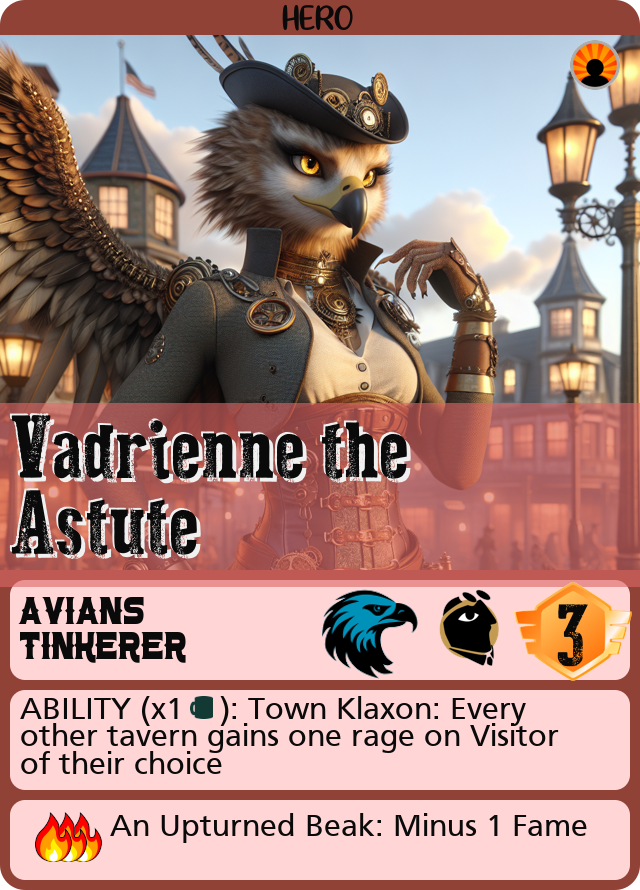 HERO
Vadrienne the
Astute
AVIANS
TINKERER
3
ABILITY (x1 ): Town Klaxon: Every
other tavern gains one rage on Visitor
of their choice
An Upturned Beak: Minus 1 Fame